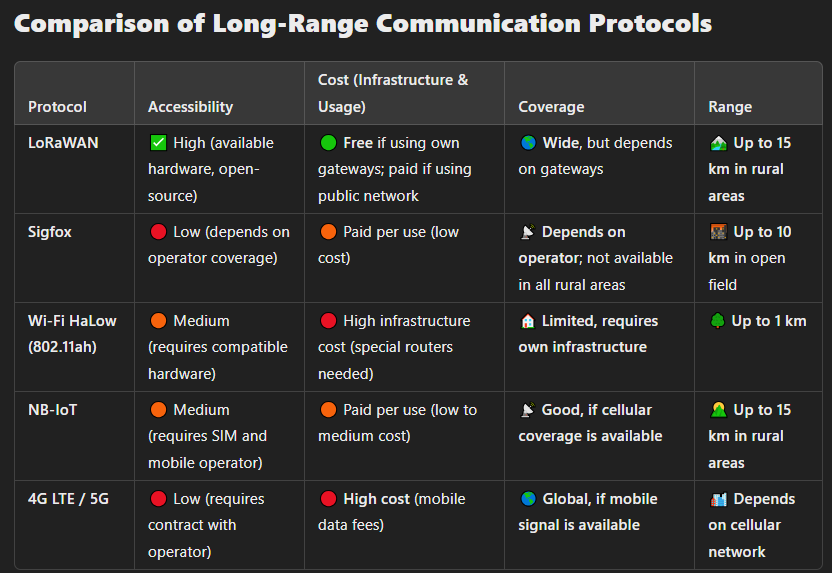 Comparison of Long-Range Communication Protocols
Protocol
Accessibility
Cost (Infrastructure &
Usage)
Coverage
Range
LoRaWAN
High (available
hardware, open-
source)
Free if using own
gateways; paid if using
public network
Wide, but depends
on gateways
Up to 15
km in rural
areas
Sigfox
Low (depends on
operator coverage)
Paid per use (low
cost)
Depends on
operator; not available
in all rural areas
Up to 10
km in open
field
Wi-Fi HaLow
(802.11ah)
Medium
(requires compatible
hardware)
High infrastructure
cost (special routers
needed)
Limited, requires
own infrastructure
Up to 1 km
NB-IoT
Medium
(requires SIM and
mobile operator)
Paid per use (low to
medium cost)
Good, if cellular
coverage is available
Up to 15
km in rural
areas
4G LTE / 5G
Low (requires
contract with
operator)
High cost (mobile
data fees)
Global, if mobile
signal is available
Depends
on cellular
network